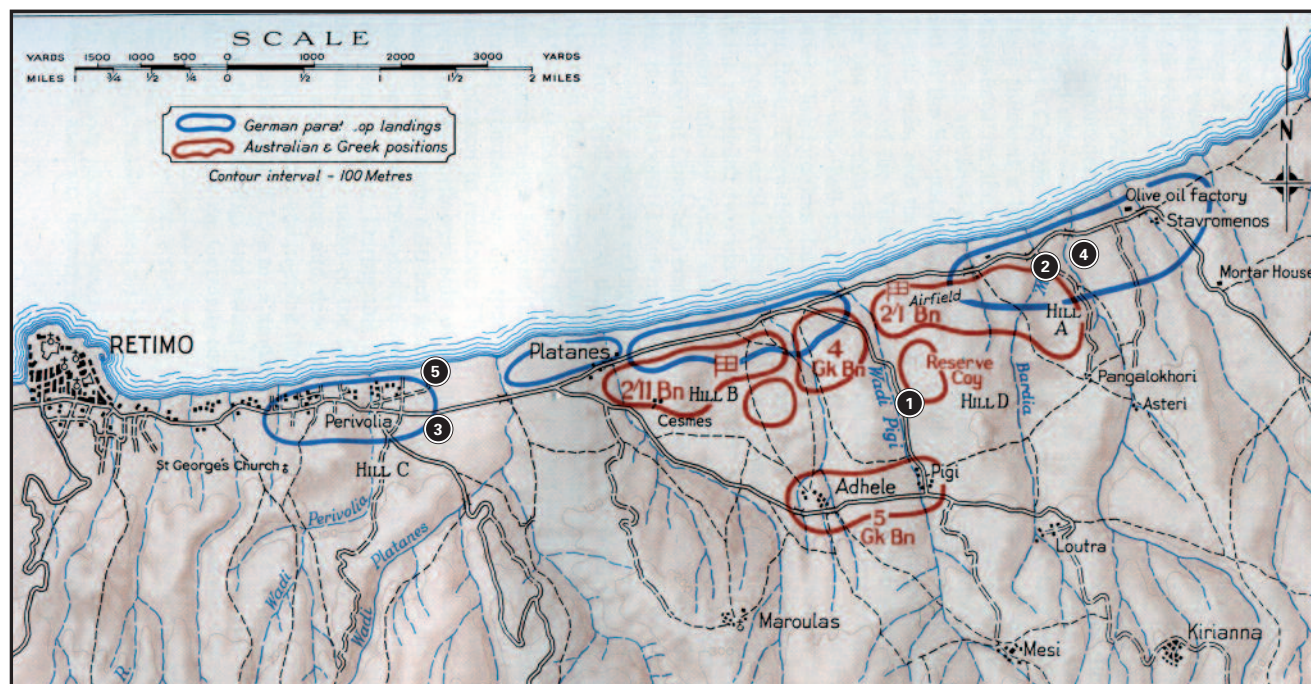 SCALE
YARDS 1500 1000 500 0 1000 2000 3000 YARDS
MILES 1 ¾ ½ ¼ 0 ½ 1 1½ 2 MILES
German landings
Australian & Greek positions
Contour interval - 100 Metres
N
Olive oil factory
Stavromenos
Mortar House
2
4
Airfield
2/1 Bn
HILL
A
RETIMO
Platanes
4
Gk Bn
Reserve
Coy
HILL D
Wadi Pigi
1
Bardia
Pangalokhori
Asteri
2/11 Bn
HILL B
Cesmes
5
3
Perivolia
St George's Church
HILL C
Wadi Perivolia
Wadi Platanes
Adhele
Pigi
5
Gk Bn
Loutra
Maroulas
Mesi
Kirianna
R.